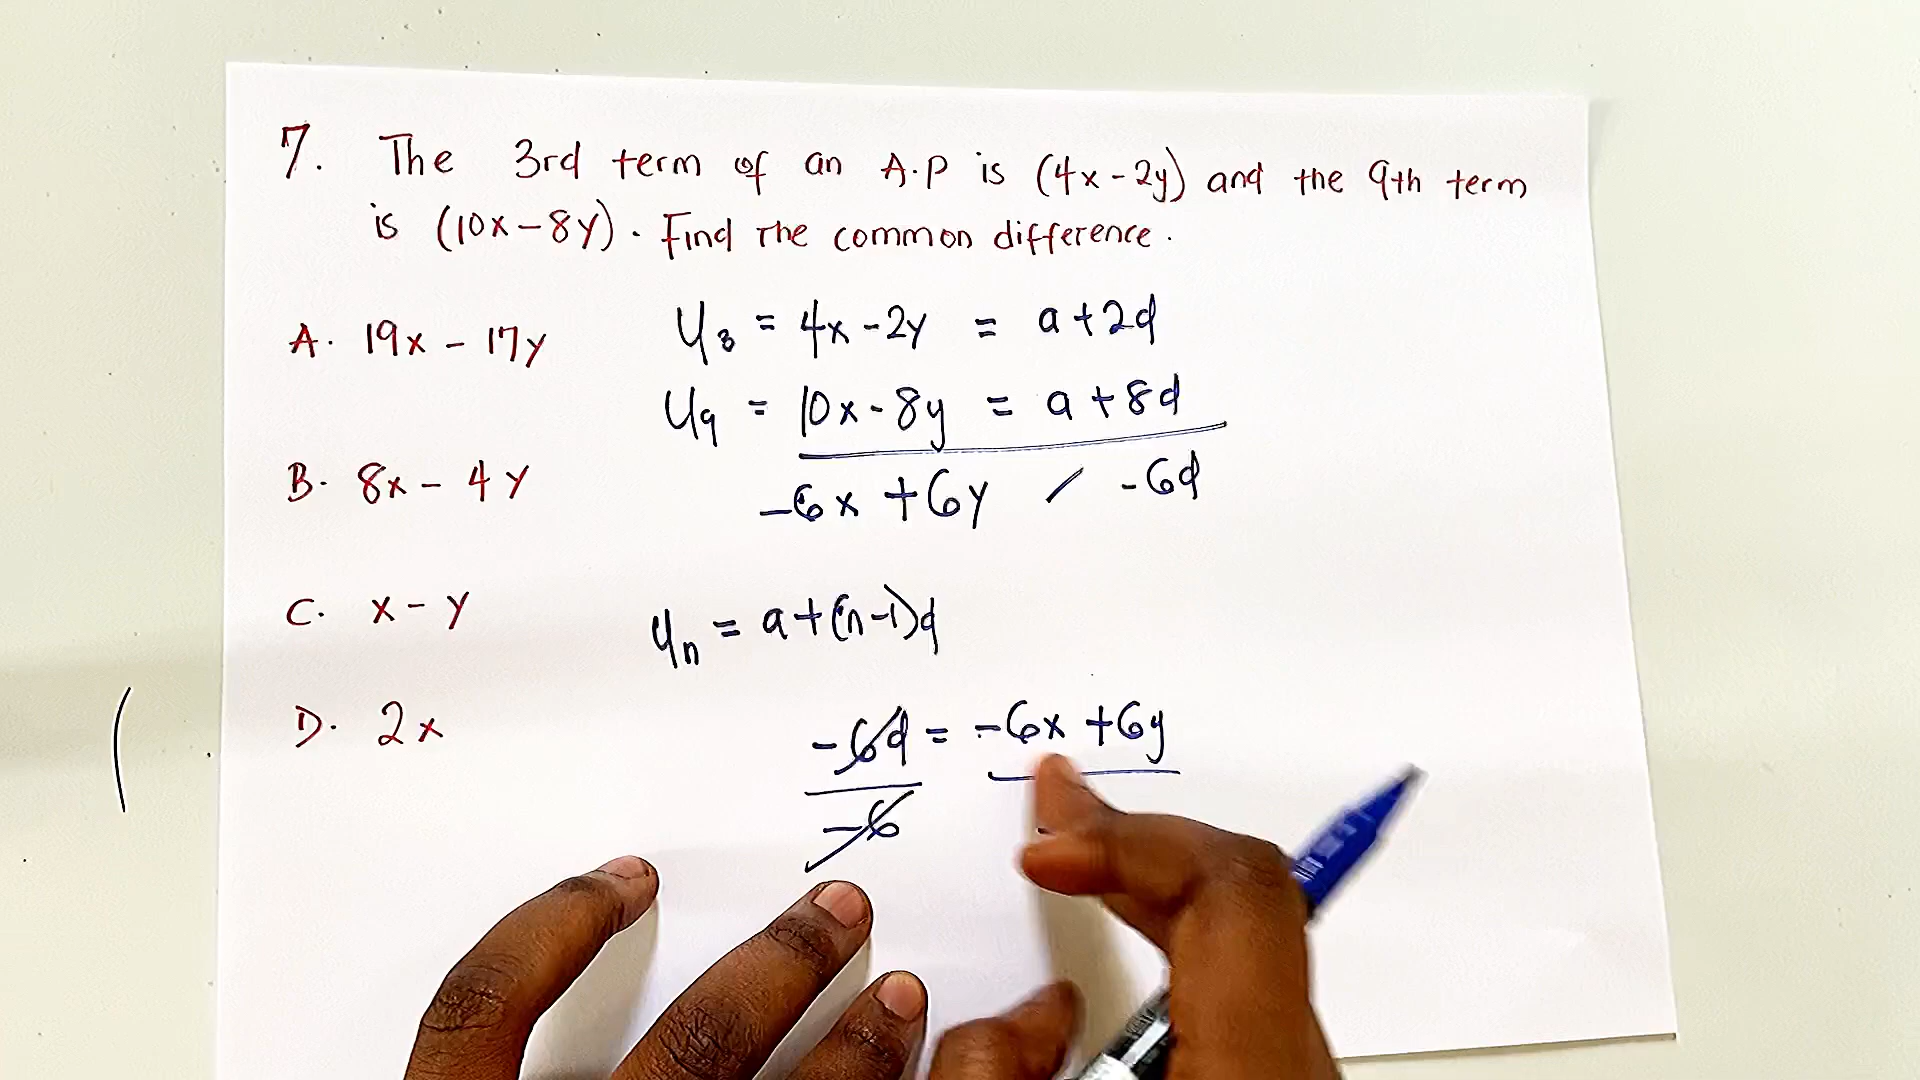 7. The 3rd term of an A.P is (4x-2y) and the 9th term
is (10x-8y). Find the common difference.
A. 19x - 17y
B. 8x - 4y
C. x - y
D. 2x
U3 = 4x-2y = a+2d
U9 = 10x-8y = a+8d
-6x+6y / -6d
Un = a+(n-1)d
-6d = -6x+6y
-6